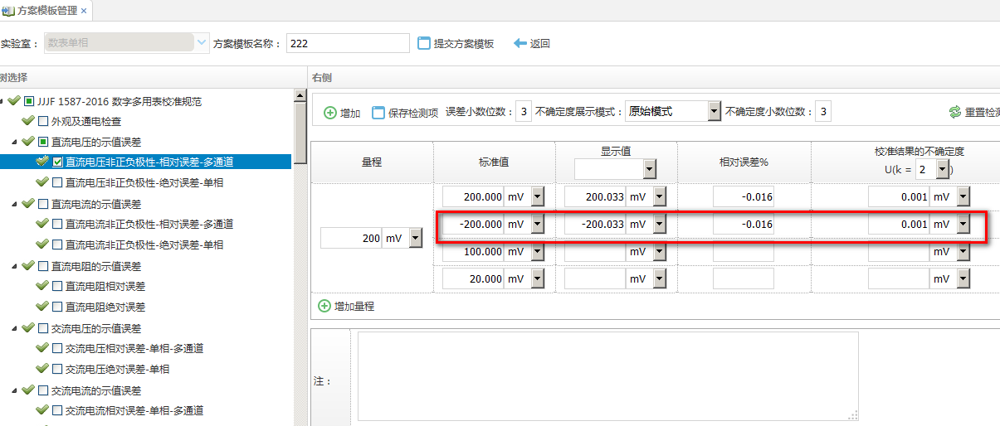 方案模板管理 ×
实验室： 数表单相 方案模板名称： 222 提交方案模板 返回
树选择
JJJF 1587-2016 数字多用表校准规范
外观及通电检查
直流电压的示值误差
直流电压非正负极性-相对误差-多通道
直流电压非正负极性-绝对误差-单相
直流电流的示值误差
直流电流非正负极性-相对误差-多通道
直流电流非正负极性-绝对误差-单相
直流电阻的示值误差
直流电阻相对误差
直流电阻绝对误差
交流电压的示值误差
交流电压相对误差-单相-多通道
交流电压绝对误差-单相
交流电流的示值误差
交流电流相对误差-单相-多通道
右侧
增加 保存检测项 误差小数位数： 3 不确定度展示模式： 原始模式 不确定度小数位数： 3 重置检测
量程 标准值 显示值 相对误差% 校准结果的不确定度
U(k = 2 )
200.000 mV 200.033 mV -0.016 0.001 mV
-200.000 mV -200.033 mV -0.016 0.001 mV
200 mV
100.000 mV mV mV
20.000 mV mV mV
增加量程
注：